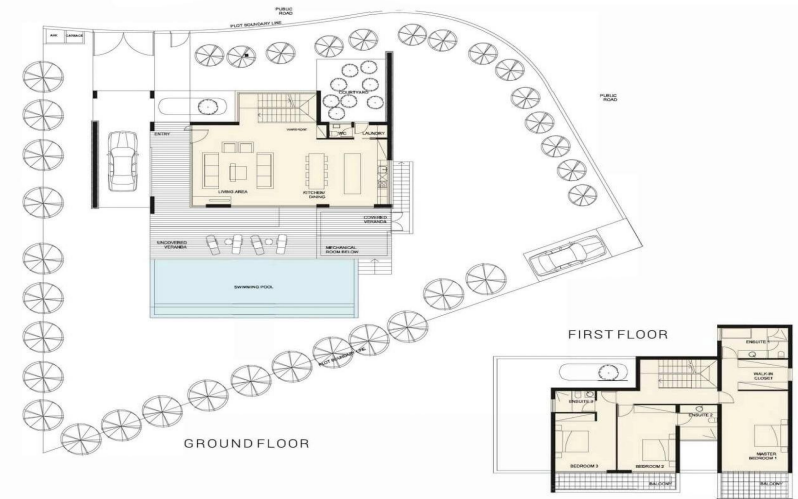 PUBLIC
ROAD
PLOT BOUNDARY LINE
GARBAGE
COURTYARD
PUBLIC
ROAD
ENTRY
WC
LAUNDRY
LIVING AREA
KITCHEN/
DINING
COVERED
VERANDA
UNCOVERED
VERANDA
MECHANICAL
ROOM BELOW
SWIMMING POOL
PLOT BOUNDARY LINE
GROUND FLOOR
FIRST FLOOR
ENSUITE 1
WALK-IN
CLOSET
ENSUITE 3
ENSUITE 2
MASTER
BEDROOM 1
BEDROOM 3
BEDROOM 2
BALCONY
BALCONY